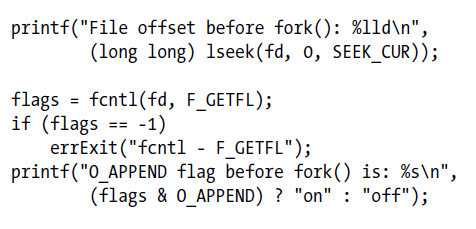 printf("File offset before fork(): %lld\n",
        (long long) lseek(fd, 0, SEEK_CUR));

flags = fcntl(fd, F_GETFL);
if (flags == -1)
    errExit("fcntl - F_GETFL");
printf("O_APPEND flag before fork() is: %s\n",
        (flags & O_APPEND) ? "on" : "off");